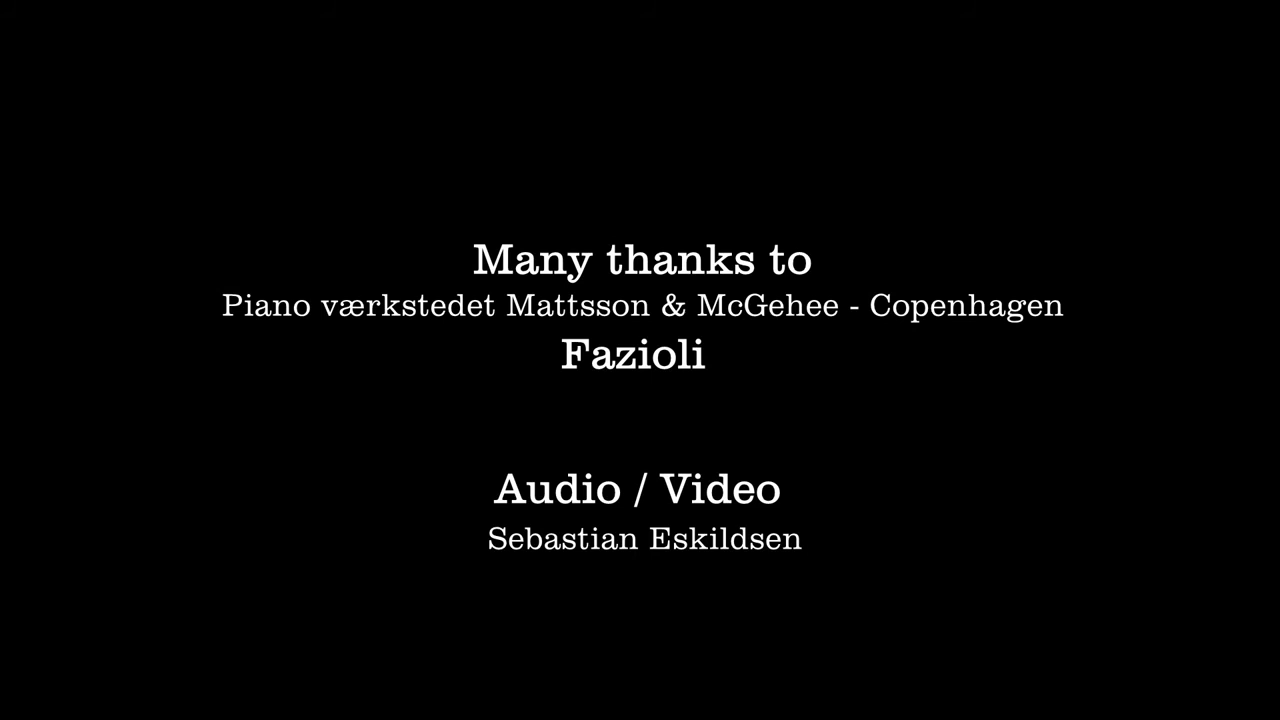 Many thanks to
Piano værkstedet Mattsson & McGehee - Copenhagen
Fazioli
Audio / Video
Sebastian Eskildsen